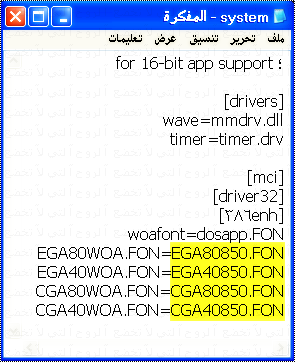 system - المفكرة
ملف تحرير تنسيق عرض تعليمات
؛ for 16-bit app support
[drivers]
wave=mmdrv.dll
timer=timer.drv
[mci]
[driver32]
[٣٨٦enh]
woafont=dosapp.FON
EGA80WOA.FON=EGA80850.FON
EGA40WOA.FON=EGA40850.FON
CGA80WOA.FON=CGA80850.FON
CGA40WOA.FON=CGA40850.FON